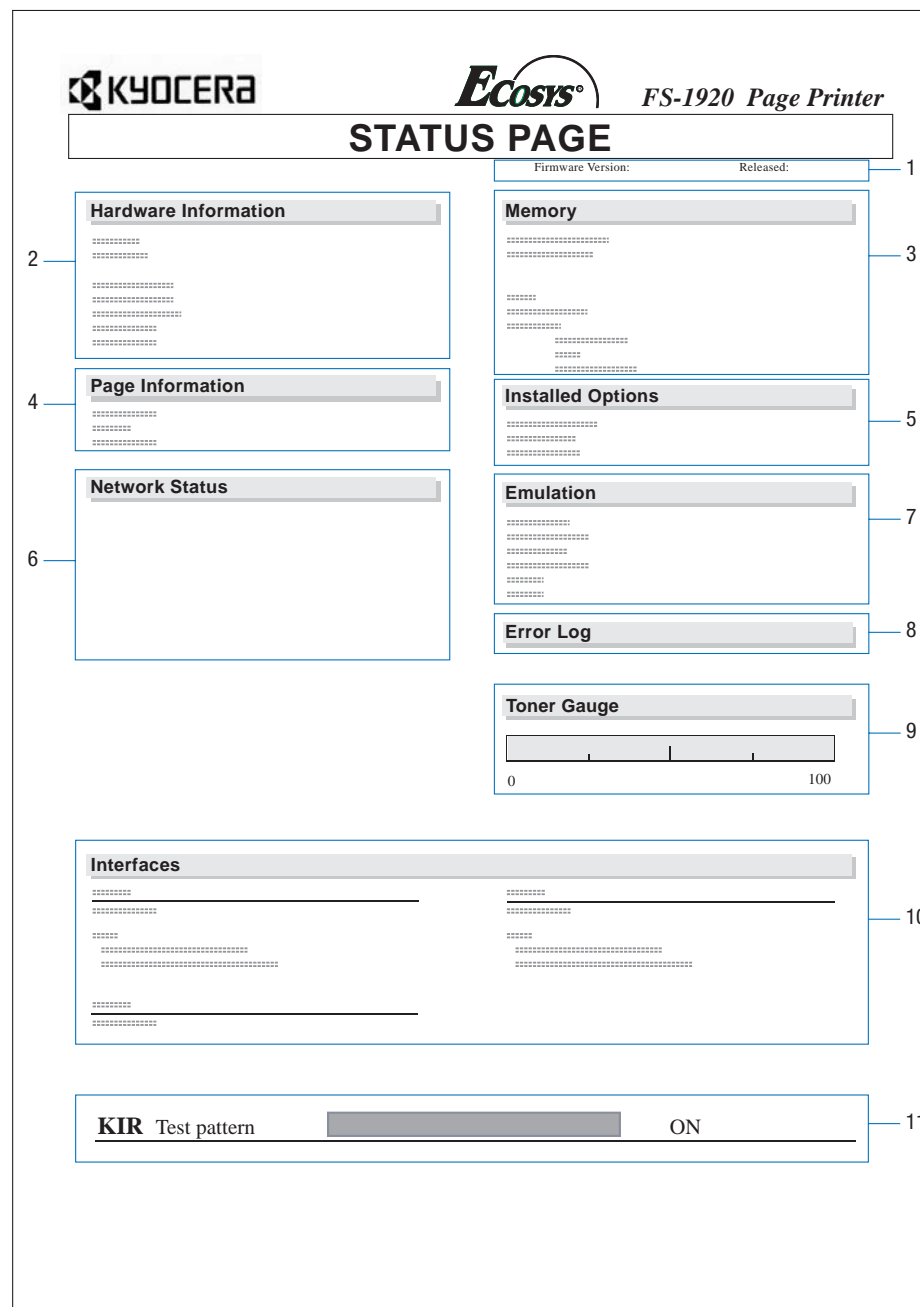 KYOCERA
ECOSYS FS-1920 Page Printer
STATUS PAGE
Firmware Version: Released: 1
Hardware Information
2
Memory
3
Page Information
4
Installed Options
5
Network Status
6
Emulation
7
Error Log
8
Toner Gauge
9
0 100
Interfaces
10
KIR Test pattern ON
11